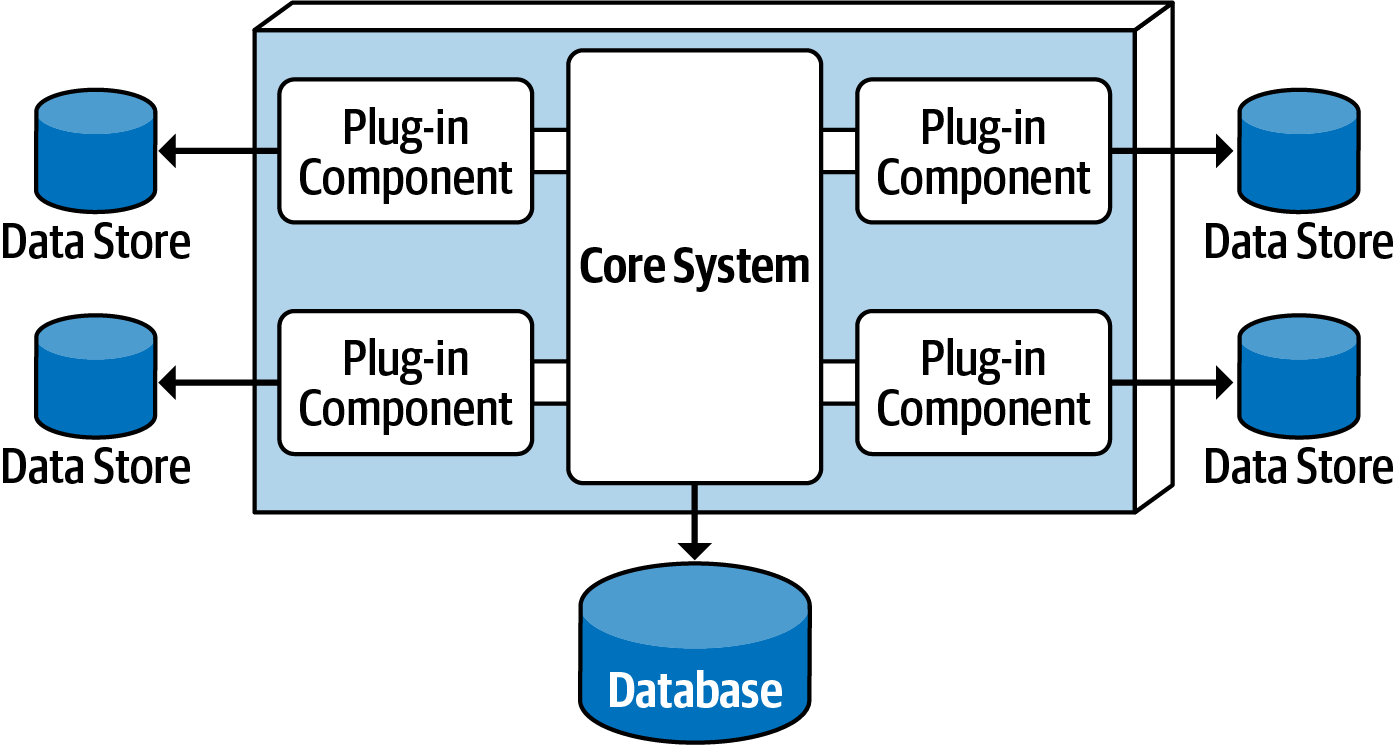 Plug-in
Component
Plug-in
Component
Data Store
Core System
Data Store
Plug-in
Component
Plug-in
Component
Data Store
Data Store
Database